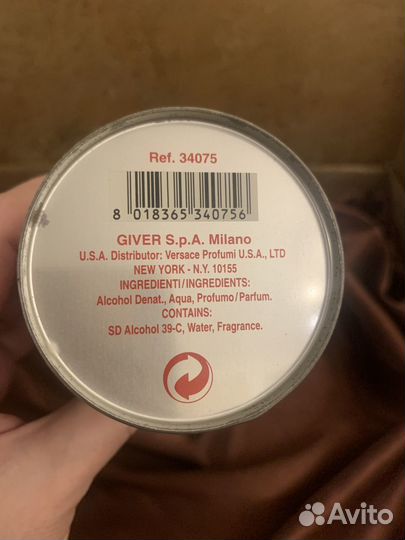 Ref. 34075
8 018365 340756
GIVER S.p.A. Milano
U.S.A. Distributor: Versace Profumi U.S.A., LTD
NEW YORK - N.Y. 10155
INGREDIENTI/INGREDIENTS:
Alcohol Denat., Aqua, Profumo/Parfum.
CONTAINS:
SD Alcohol 39-C, Water, Fragrance.
Avito